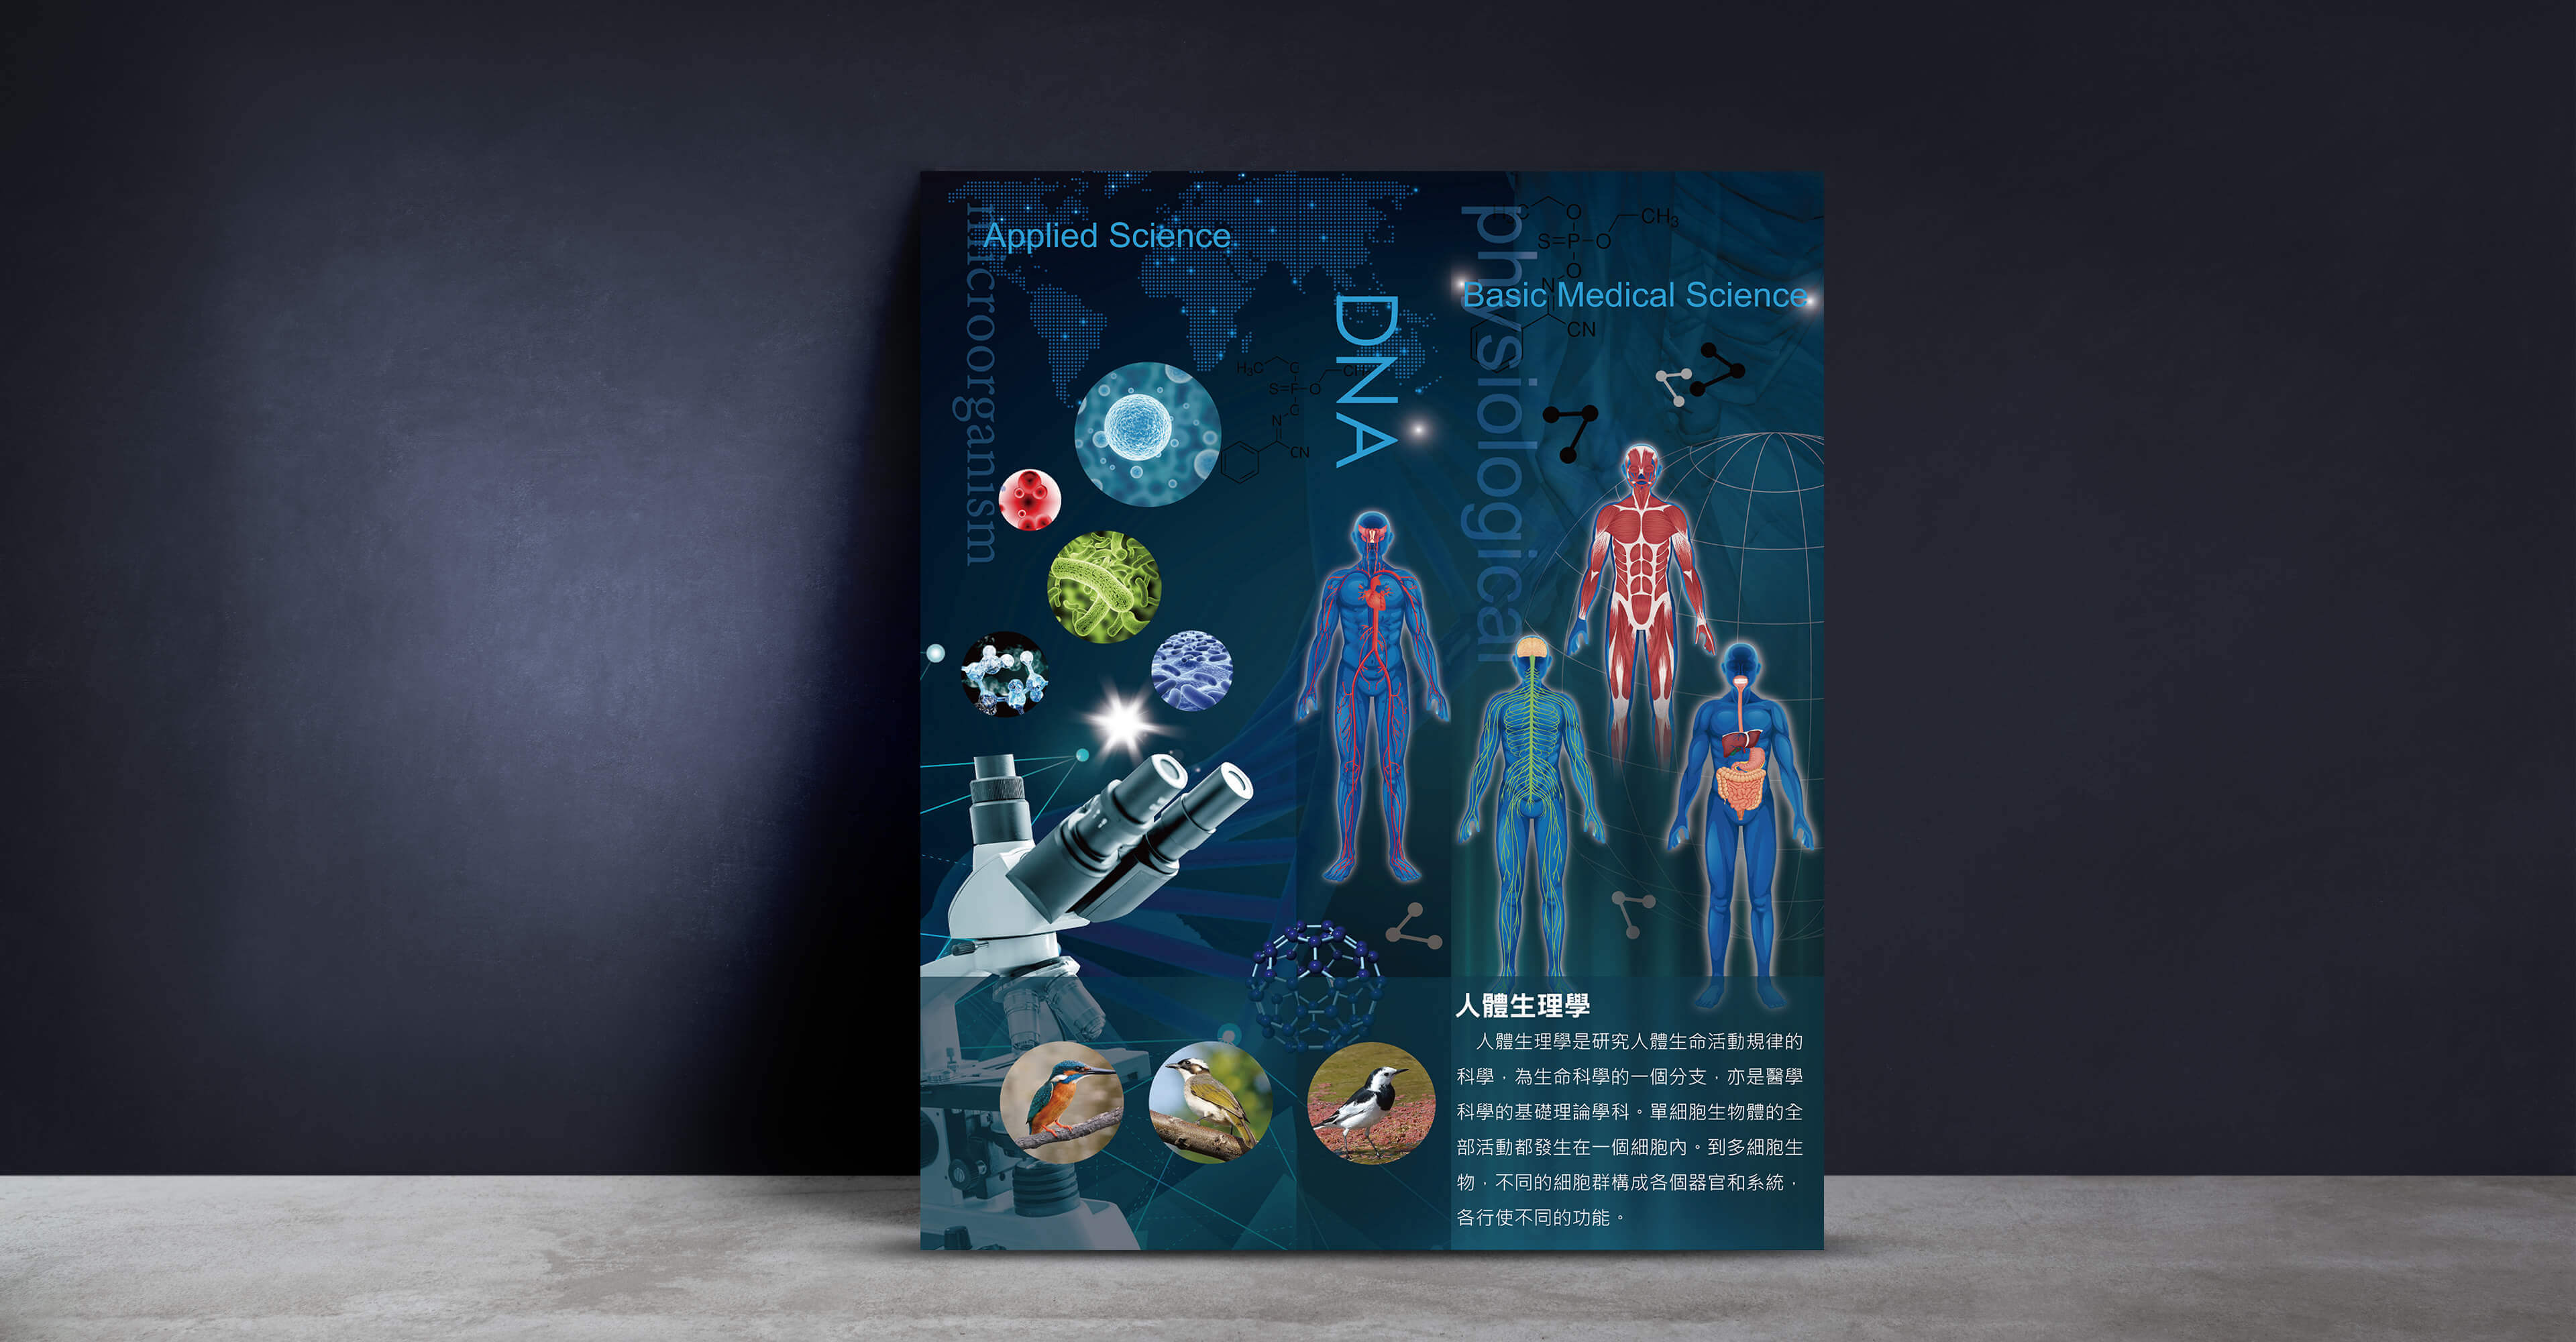 Applied Science
microorganism
DNA
physiological
Basic Medical Science
CH3
O
S=P-O
O
N
CN
H3C
S=P-O
O
N
CN
人體生理學
人體生理學是研究人體生命活動規律的
科學，為生命科學的一個分支，亦是醫學
科學的基礎理論學科。單細胞生物體的全
部活動都發生在一個細胞內。到多細胞生
物，不同的細胞群構成各個器官和系統，
各行使不同的功能。